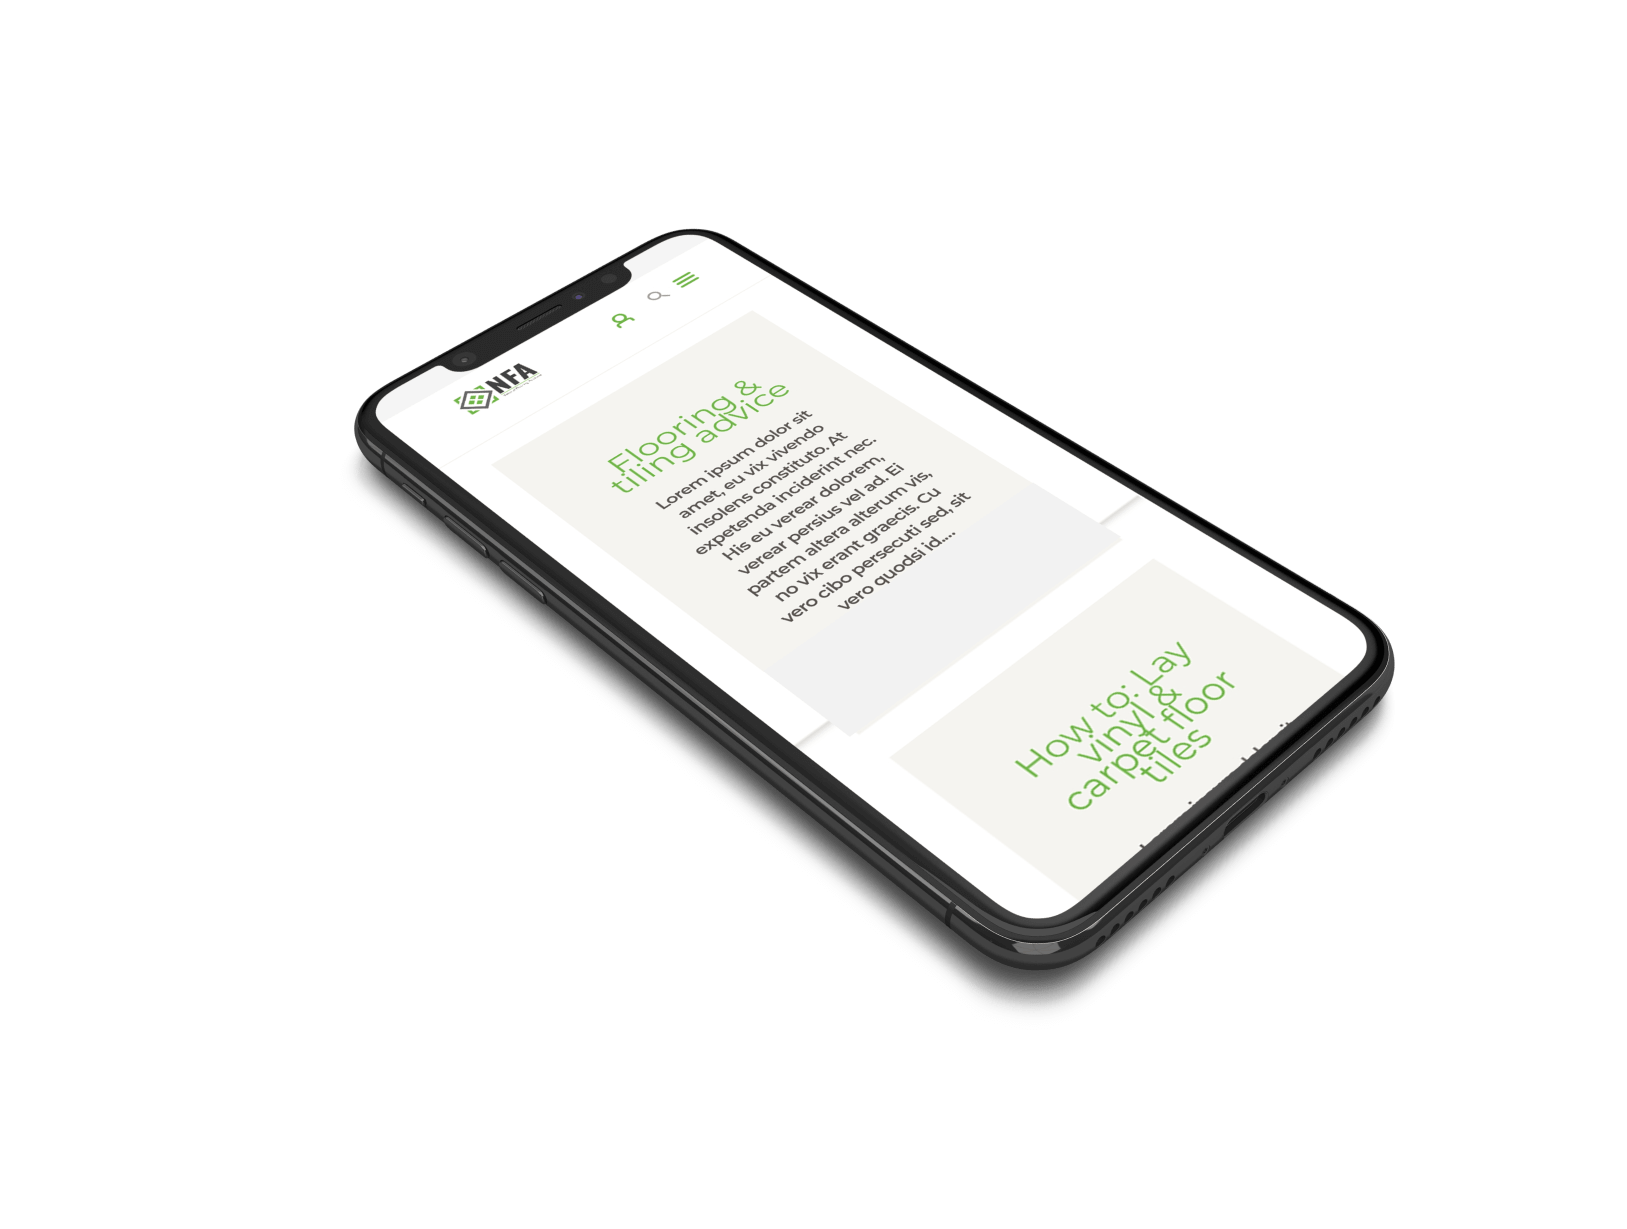 NFA
Flooring &
tiling advice
Lorem ipsum dolor sit
amet, eu vix vivendo
insolens constituto. At
expetenda inciderint nec.
His eu verear dolorem,
verear persius vel ad. Ei
partem altera alterum vis,
no vix erant graecis. Cu
vero cibo persecuti sed, sit
vero quodsi id....
How to: Lay
vinyl &
carpet floor
tiles